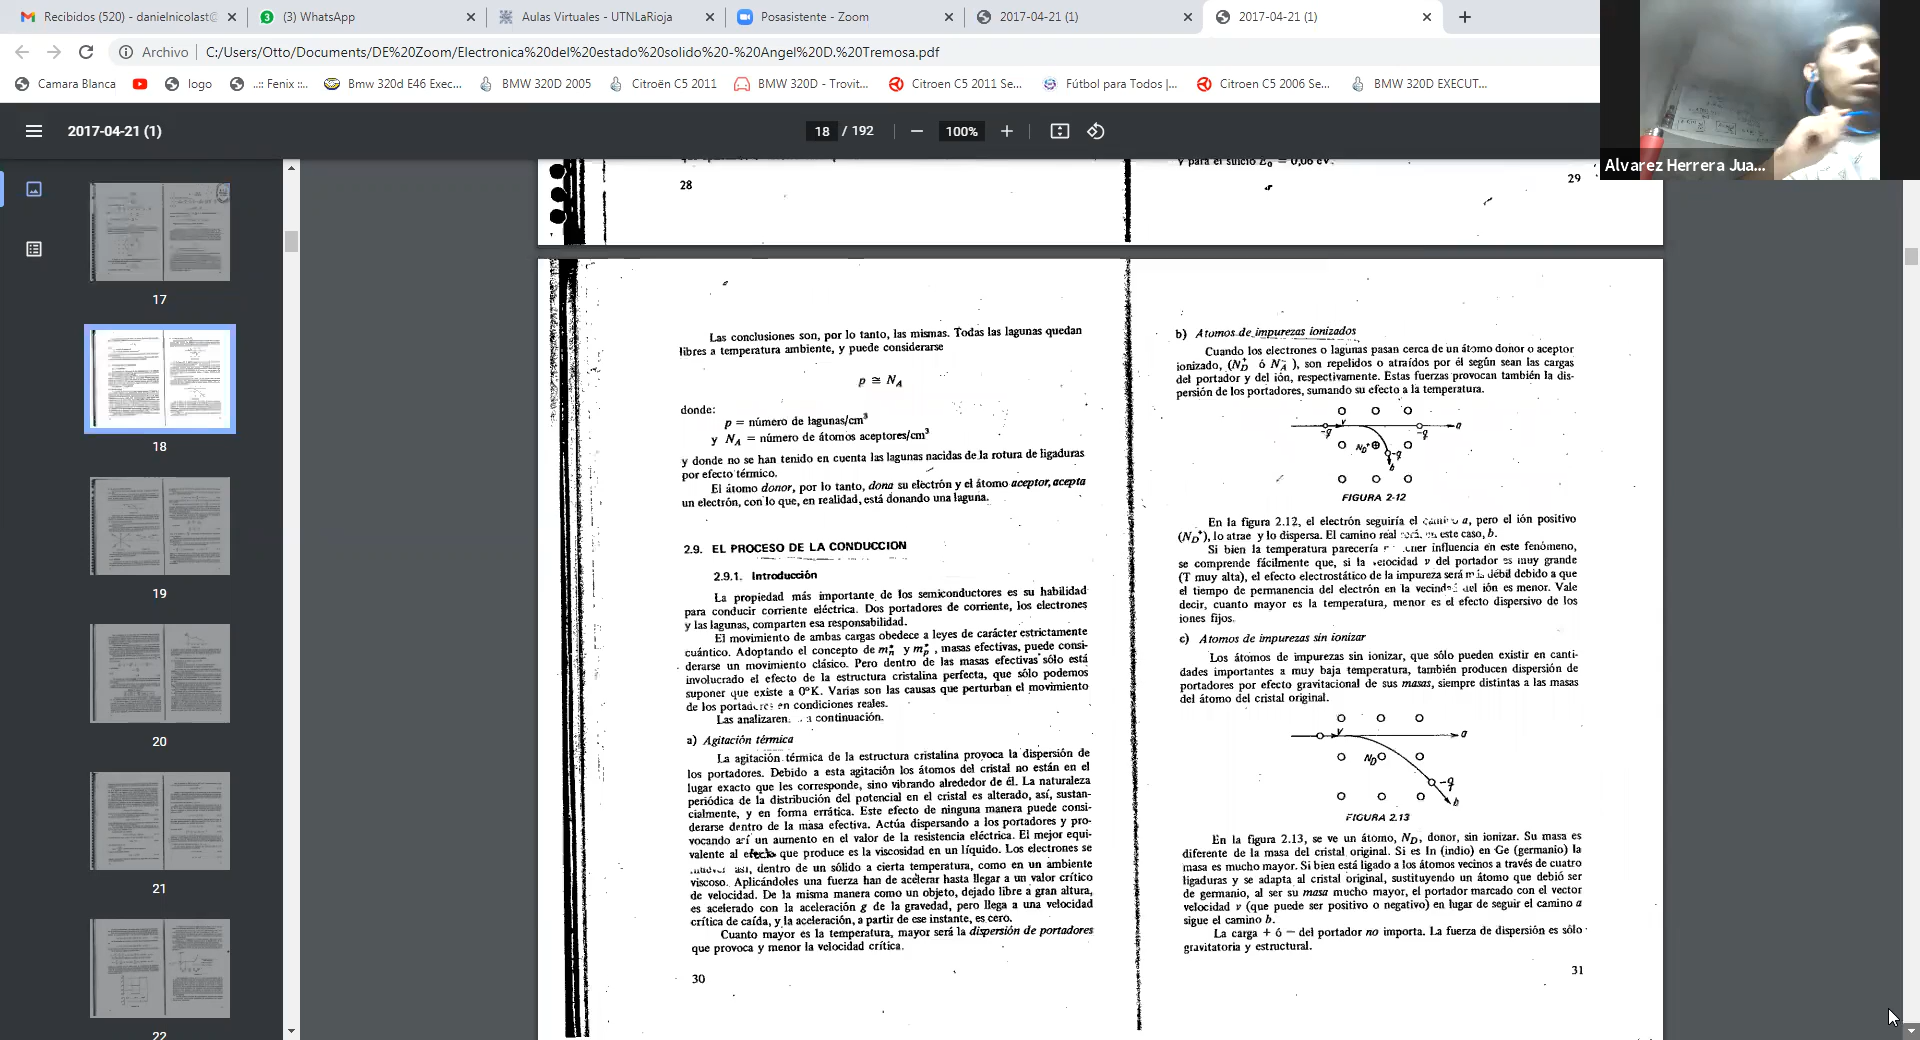 Recibidos (520) - danielnicolast@
(3) WhatsApp
Aulas Virtuales - UTNLaRioja
Posasistente - Zoom
2017-04-21 (1)
2017-04-21 (1)
Archivo
C:/Users/Otto/Documents/DE%20Zoom/Electronica%20del%20estado%20solido%20-%20Angel%20D.%20Tremosa.pdf
Camara Blanca
logo
..:: Fenix ::..
Bmw 320d E46 Exec...
BMW 320D 2005
Citroën C5 2011
BMW 320D - Trovit...
Citroen C5 2011 Se...
Fútbol para Todos |...
Citroen C5 2006 Se...
BMW 320D EXECUT...
2017-04-21 (1)
18 / 192
100%
Alvarez Herrera Jua...
17
18
19
20
21
22
28
y para el silicio E₀ = 0,06 eV.
29
Las conclusiones son, por lo tanto, las mismas. Todas las lagunas quedan
libres a temperatura ambiente, y puede considerarse
p ≅ N_A
donde:
p = número de lagunas/cm³
y N_A = número de átomos aceptores/cm³
y donde no se han tenido en cuenta las lagunas nacidas de la rotura de ligaduras
por efecto térmico.
El átomo donor, por lo tanto, dona su electrón y el átomo aceptor, acepta
un electrón, con lo que, en realidad, está donando una laguna.
2.9. EL PROCESO DE LA CONDUCCION
2.9.1. Introducción
La propiedad más importante de los semiconductores es su habilidad
para conducir corriente eléctrica. Dos portadores de corriente, los electrones
y las lagunas, comparten esa responsabilidad.
El movimiento de ambas cargas obedece a leyes de carácter estrictamente
cuántico. Adoptando el concepto de m*n y m*p, masas efectivas, puede consi-
derarse un movimiento clásico. Pero dentro de las masas efectivas sólo está
involucrado el efecto de la estructura cristalina perfecta, que sólo podemos
suponer que existe a 0°K. Varias son las causas que perturban el movimiento
de los portadores en condiciones reales.
Las a continuación.
a) Agitación térmica
La agitación térmica de la estructura cristalina provoca la dispersión de
los portadores. Debido a esta agitación los átomos del cristal no están en el
lugar exacto que les corresponde, sino vibrando alrededor de él. La naturaleza
periódica de la distribución del potencial en el cristal es alterado, así, sustan-
cialmente, y en forma errática. Este efecto de ninguna manera puede consi-
derarse dentro de la masa efectiva. Actúa dispersando a los portadores y pro-
vocando así un aumento en el valor de la resistencia eléctrica. El mejor equi-
valente al efecto que produce es la viscosidad en un líquido. Los electrones se
así, dentro de un sólido a cierta temperatura, como en un ambiente
viscoso. Aplicándoles una fuerza han de acelerar hasta llegar a un valor crítico
de velocidad. De la misma manera como un objeto, dejado libre a gran altura,
es acelerado con la aceleración g de la gravedad, pero llega a una velocidad
crítica de caída, y la aceleración, a partir de ese instante, es cero.
Cuanto mayor es la temperatura, mayor será la dispersión de portadores
que provoca y menor la velocidad crítica.
30
b) Atomos de impurezas ionizados
Cuando los electrones o lagunas pasan cerca de un átomo donor o aceptor
ionizado, (N_D⁺ ó N_A⁻), son repelidos o atraídos por él según sean las cargas
del portador y del ión, respectivamente. Estas fuerzas provocan también la dis-
persión de los portadores, sumando su efecto a la temperatura.
-q v -q a
N_D⁺ -q
b
FIGURA 2-12
En la figura 2.12, el electrón seguiría el camino a, pero el ión positivo
(N_D⁺), lo atrae y lo dispersa. El camino real será, en este caso, b.
Si bien la temperatura parecería no tener influencia en este fenómeno,
se comprende fácilmente que, si la velocidad v del portador es muy grande
(T muy alta), el efecto electrostático de la impureza será más débil debido a que
el tiempo de permanencia del electrón en la vecindad del ión es menor. Vale
decir, cuanto mayor es la temperatura, menor es el efecto dispersivo de los
iones fijos.
c) Atomos de impurezas sin ionizar
Los átomos de impurezas sin ionizar, que sólo pueden existir en canti-
dades importantes a muy baja temperatura, también producen dispersión de
portadores por efecto gravitacional de sus masas, siempre distintas a las masas
del átomo del cristal original.
v a
N_D
-q
b
FIGURA 2.13
En la figura 2.13, se ve un átomo, N_D, donor, sin ionizar. Su masa es
diferente de la masa del cristal original. Si es In (indio) en Ge (germanio) la
masa es mucho mayor. Si bien está ligado a los átomos vecinos a través de cuatro
ligaduras y se adapta al cristal original, sustituyendo un átomo que debió ser
de germanio, al ser su masa mucho mayor, el portador marcado con el vector
velocidad v (que puede ser positivo o negativo) en lugar de seguir el camino a
sigue el camino b.
La carga + ó − del portador no importa. La fuerza de dispersión es sólo
gravitatoria y estructural.
31